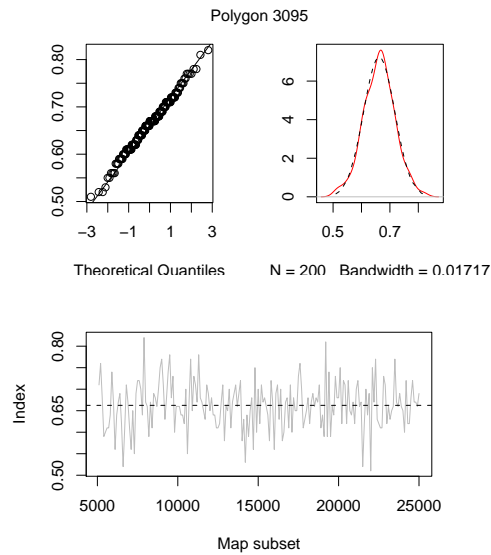 Polygon 3095
0.50 0.60 0.70 0.80
−3 −1 1 3
Theoretical Quantiles
0 2 4 6
0.5 0.7
N = 200 Bandwidth = 0.01717
Index
0.50 0.65 0.80
5000 10000 15000 20000 25000
Map subset